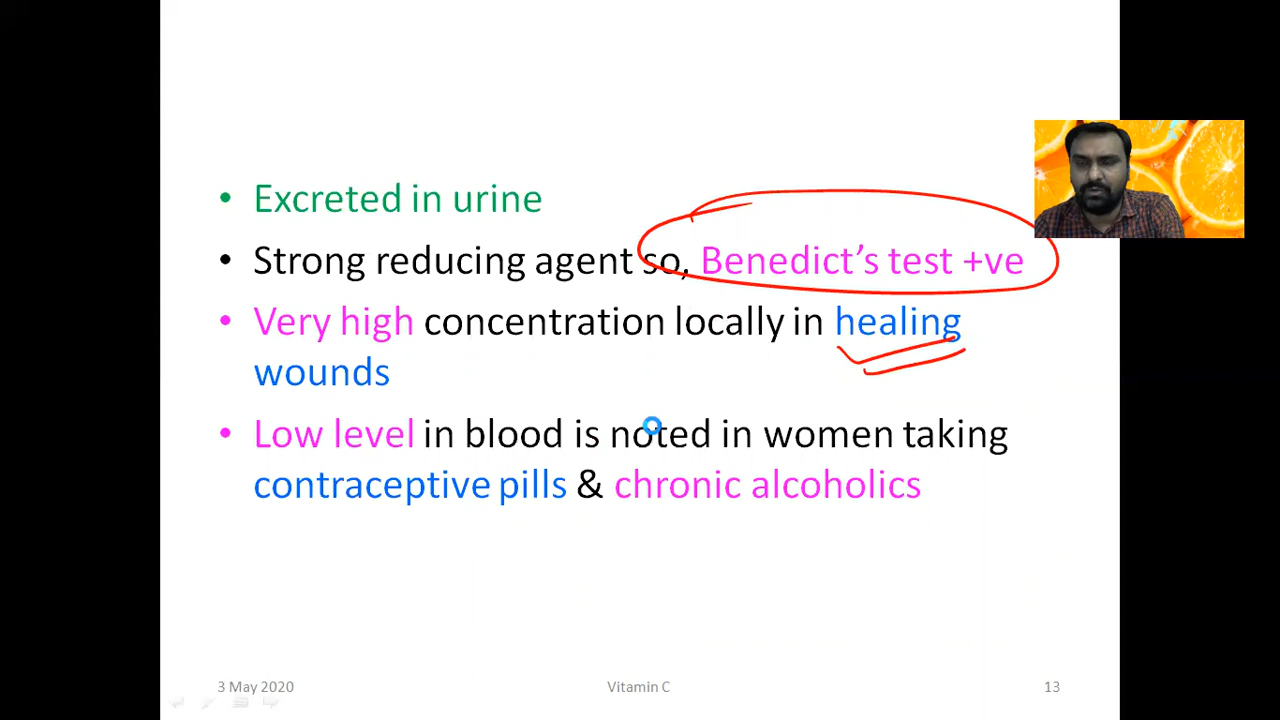 • Excreted in urine
• Strong reducing agent so, Benedict’s test +ve
• Very high concentration locally in healing
wounds
• Low level in blood is noted in women taking
contraceptive pills & chronic alcoholics
3 May 2020
Vitamin C
13